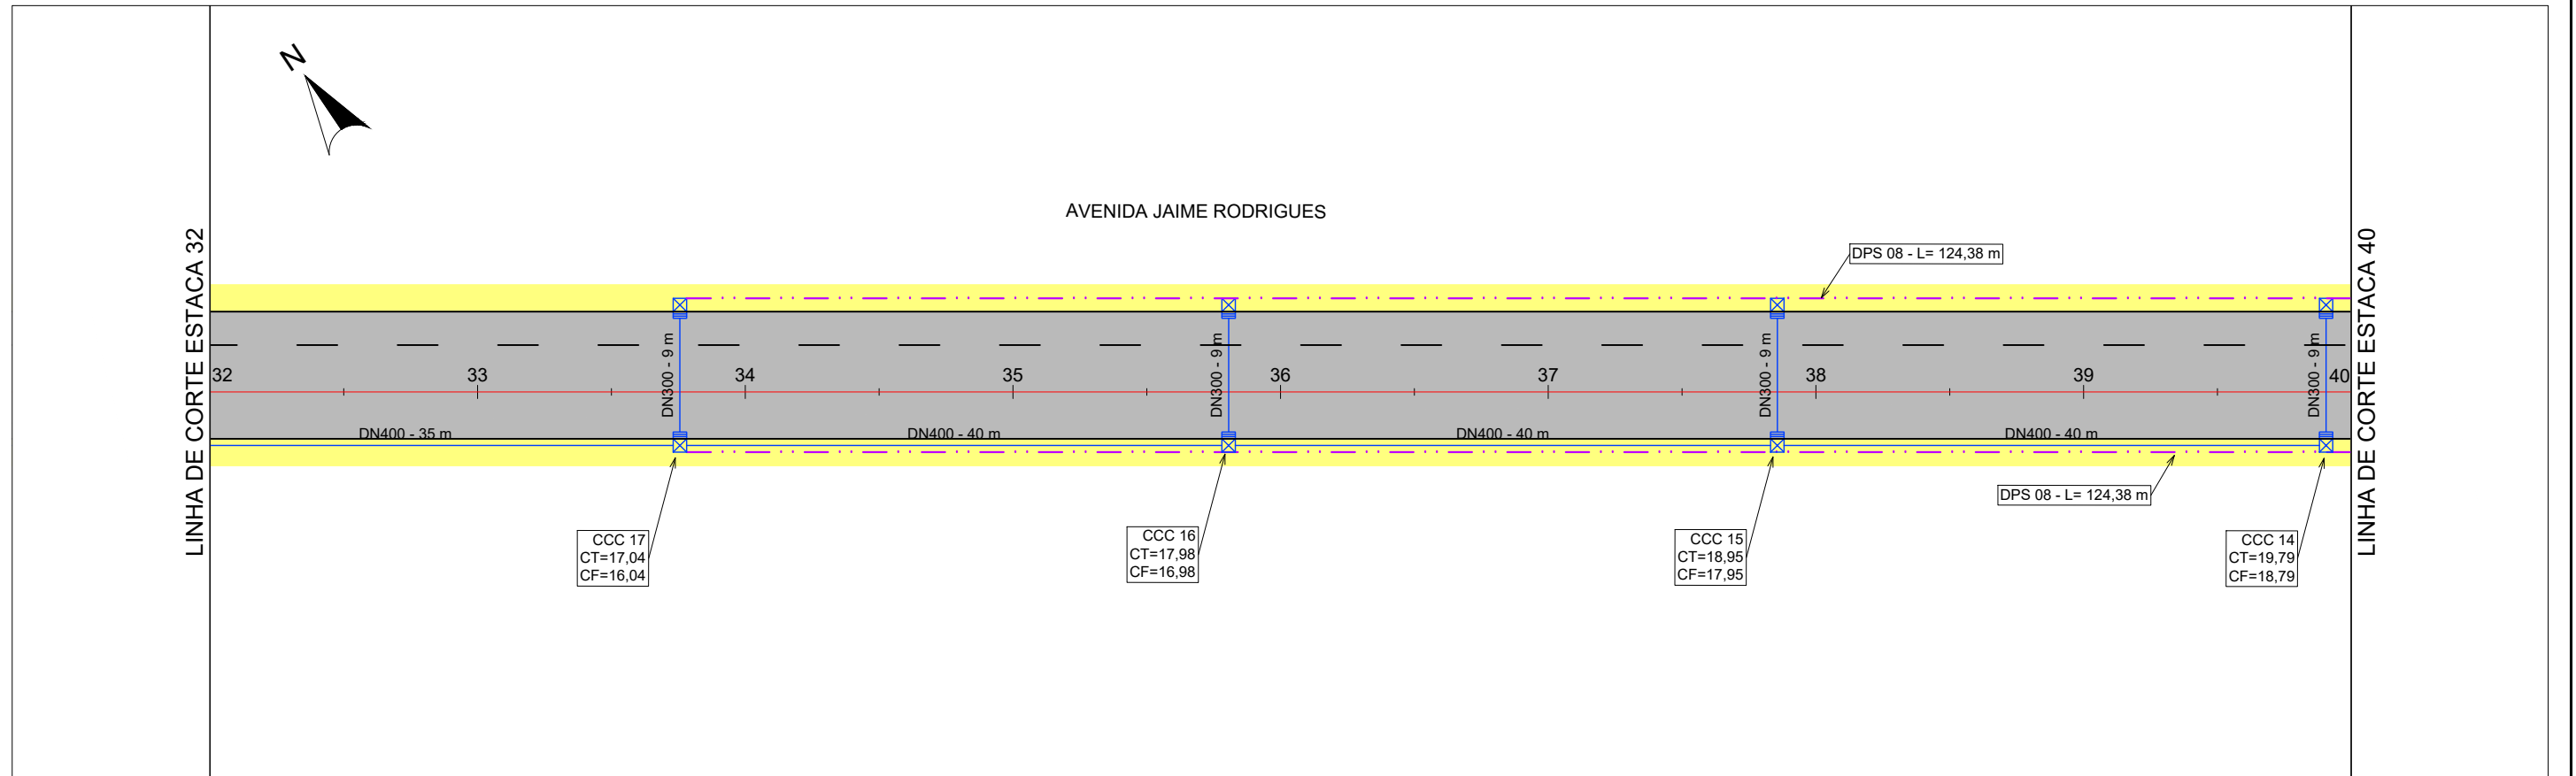 N
AVENIDA JAIME RODRIGUES
LINHA DE CORTE ESTACA 32
LINHA DE CORTE ESTACA 40
DPS 08 - L= 124,38 m
DN300 - 9 m
DN300 - 9 m
DN300 - 9 m
DN300 - 9 m
32
33
34
35
36
37
38
39
40
DN400 - 35 m
DN400 - 40 m
DN400 - 40 m
DN400 - 40 m
DPS 08 - L= 124,38 m
CCC 17
CT=17,04
CF=16,04
CCC 16
CT=17,98
CF=16,98
CCC 15
CT=18,95
CF=17,95
CCC 14
CT=19,79
CF=18,79